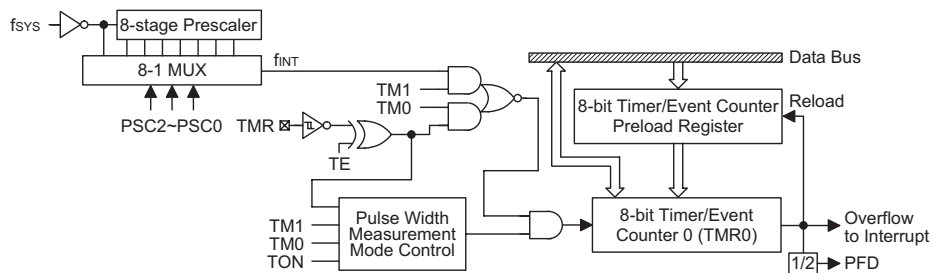 fSYS
8-stage Prescaler
8-1 MUX
fINT
PSC2~PSC0
TM1
TM0
TMR
TE
TM1
TM0
TON
Pulse Width
Measurement
Mode Control
Data Bus
8-bit Timer/Event Counter
Preload Register
Reload
8-bit Timer/Event
Counter 0 (TMR0)
Overflow
to Interrupt
1/2
PFD